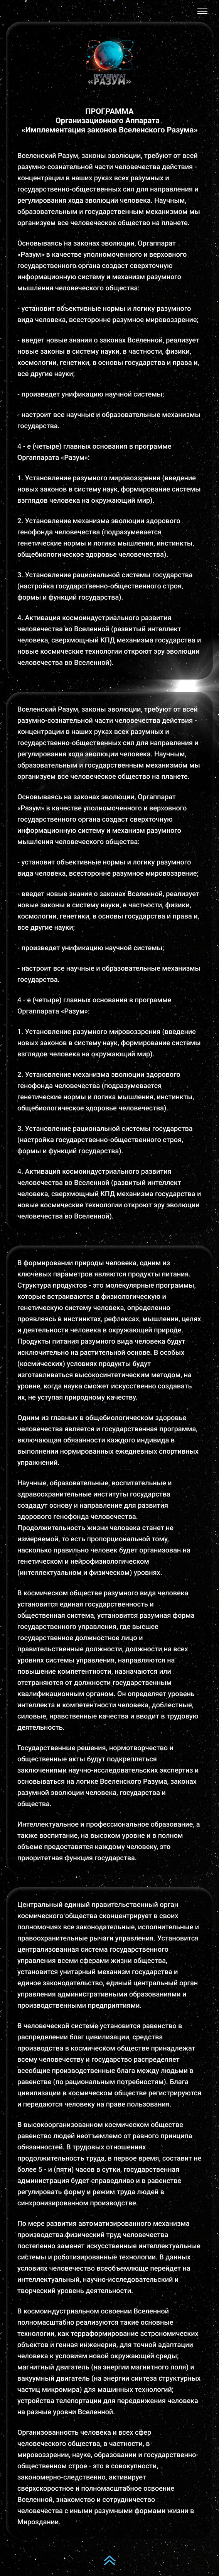 ОРГАППАРАТ
«РАЗУМ»
ПРОГРАММА
Организационного Аппарата
«Имплементация законов Вселенского Разума»
Вселенский Разум, законы эволюции, требуют от всей
разумно-сознательной части человечества действия -
концентрации в наших руках всех разумных и
государственно-общественных сил для направления и
регулирования хода эволюции человека. Научным,
образовательным и государственным механизмом мы
организуем все человеческое общество на планете.
Основываясь на законах эволюции, Оргаппарат
«Разум» в качестве уполномоченного и верховного
государственного органа создаст сверхточную
информационную систему и механизм разумного
мышления человеческого общества:
- установит объективные нормы и логику разумного
вида человека, всесторонне разумное мировоззрение;
- введет новые знания о законах Вселенной, реализует
новые законы в систему науки, в частности, физики,
космологии, генетики, в основы государства и права и,
все другие науки;
- произведет унификацию научной системы;
- настроит все научные и образовательные механизмы
государства.
4 - е (четыре) главных основания в программе
Оргаппарата «Разум»:
1. Установление разумного мировоззрения (введение
новых законов в систему наук, формирование системы
взглядов человека на окружающий мир).
2. Установление механизма эволюции здорового
генофонда человечества (подразумевается
генетические нормы и логика мышления, инстинкты,
общебиологическое здоровье человечества).
3. Установление рациональной системы государства
(настройка государственно-общественного строя,
формы и функций государства).
4. Активация космоиндустриального развития
человечества во Вселенной (развитый интеллект
человека, сверхмощный КПД механизма государства и
новые космические технологии откроют эру эволюции
человечества во Вселенной).
Вселенский Разум, законы эволюции, требуют от всей
разумно-сознательной части человечества действия -
концентрации в наших руках всех разумных и
государственно-общественных сил для направления и
регулирования хода эволюции человека. Научным,
образовательным и государственным механизмом мы
организуем все человеческое общество на планете.
Основываясь на законах эволюции, Оргаппарат
«Разум» в качестве уполномоченного и верховного
государственного органа создаст сверхточную
информационную систему и механизм разумного
мышления человеческого общества:
- установит объективные нормы и логику разумного
вида человека, всесторонне разумное мировоззрение;
- введет новые знания о законах Вселенной, реализует
новые законы в систему науки, в частности, физики,
космологии, генетики, в основы государства и права и,
все другие науки;
- произведет унификацию научной системы;
- настроит все научные и образовательные механизмы
государства.
4 - е (четыре) главных основания в программе
Оргаппарата «Разум»:
1. Установление разумного мировоззрения (введение
новых законов в систему наук, формирование системы
взглядов человека на окружающий мир).
2. Установление механизма эволюции здорового
генофонда человечества (подразумевается
генетические нормы и логика мышления, инстинкты,
общебиологическое здоровье человечества).
3. Установление рациональной системы государства
(настройка государственно-общественного строя,
формы и функций государства).
4. Активация космоиндустриального развития
человечества во Вселенной (развитый интеллект
человека, сверхмощный КПД механизма государства и
новые космические технологии откроют эру эволюции
человечества во Вселенной).
В формировании природы человека, одним из
ключевых параметров являются продукты питания.
Структура продуктов - это молекулярные программы,
которые встраиваются в физиологическую и
генетическую систему человека, определенно
проявляясь в инстинктах, рефлексах, мышлении, целях
и деятельности человека в окружающей природе.
Продукты питания разумного вида человека будут
исключительно на растительной основе. В особых
(космических) условиях продукты будут
изготавливаться высокосинтетическим методом, на
уровне, когда наука сможет искусственно создавать
их, не уступая природному качеству.
Одним из главных в общебиологическом здоровье
человечества является и государственная программа,
включающая обязанности каждого индивида в
выполнении нормированных ежедневных спортивных
упражнений.
Научные, образовательные, воспитательные и
здравоохранительные институты государства
создадут основу и направление для развития
здорового генофонда человечества.
Продолжительность жизни человека станет не
измеряемой, то есть пропорциональной тому,
насколько правильно человек будет организован на
генетическом и нейрофизиологическом
(интеллектуальном и физическом) уровнях.
В космическом обществе разумного вида человека
установится единая государственность и
общественная система, установится разумная форма
государственного управления, где высшее
государственное должностное лицо и
правительственные должности, должности на всех
уровнях системы управления, направляются на
повышение компетентности, назначаются или
отстраняются от должности государственным
квалификационным органом. Он определяет уровень
интеллекта и компетентность человека, доблестные,
силовые, нравственные качества и вводит в трудовую
деятельность.
Государственные решения, нормотворчество и
общественные акты будут подкрепляться
заключениями научно-исследовательских экспертиз и
основываться на логике Вселенского Разума, законах
разумной эволюции человека, государства и
общества.
Интеллектуальное и профессиональное образование, а
также воспитание, на высоком уровне и в полном
объеме предоставятся каждому человеку, это
приоритетная функция государства.
Центральный единый правительственный орган
космического общества сконцентрирует в своих
полномочиях все законодательные, исполнительные и
правоохранительные рычаги управления. Установится
централизованная система государственного
управления всеми сферами жизни общества,
установится унитарный механизм государства и
единое законодательство, единый центральный орган
управления административными образованиями и
производственными предприятиями.
В человеческой системе установится равенство в
распределении благ цивилизации, средства
производства в космическом обществе принадлежат
всему человечеству и государство распределяет
всеобщие производственные блага между людьми в
равенстве (по рациональным потребностям). Блага
цивилизации в космическом обществе регистрируются
и передаются человеку на праве пользования.
В высокоорганизованном космическом обществе
равенство людей неотъемлемо от равного принципа
обязанностей. В трудовых отношениях
продолжительность труда, в первое время, составит не
более 5 - и (пяти) часов в сутки, государственная
администрация будет справедливо и в равенстве
регулировать форму и режим труда людей в
синхронизированном производстве.
По мере развития автоматизированного механизма
производства физический труд человечества
постепенно заменят искусственные интеллектуальные
системы и роботизированные технологии. В данных
условиях человечество всеобъемлюще перейдет на
интеллектуальный, научно-исследовательский и
творческий уровень деятельности.
В космоиндустриальном освоении Вселенной
полномасштабно реализуются такие основные
технологии, как терраформирование астрономических
объектов и генная инженерия, для точной адаптации
человека к условиям новой окружающей среды;
магнитный двигатель (на энергии магнитного поля) и
вакуумный двигатель (на энергии синтеза структурных
частиц микромира) для машинных технологий;
устройства телепортации для передвижения человека
на разные уровни Вселенной.
Организованность человека и всех сфер
человеческого общества, в частности, в
мировоззрении, науке, образовании и государственно-
общественном строе - это в совокупности,
закономерно-следственно, активирует
сверхскоростное и полномасштабное освоение
Вселенной, знакомство и сотрудничество
человечества с иными разумными формами жизни в
Мироздании.